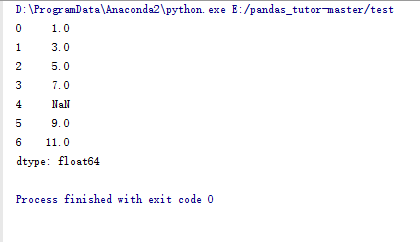 D:\ProgramData\Anaconda2\python.exe E:/pandas_tutor-master/test
0     1.0
1     3.0
2     5.0
3     7.0
4     NaN
5     9.0
6    11.0
dtype: float64
Process finished with exit code 0